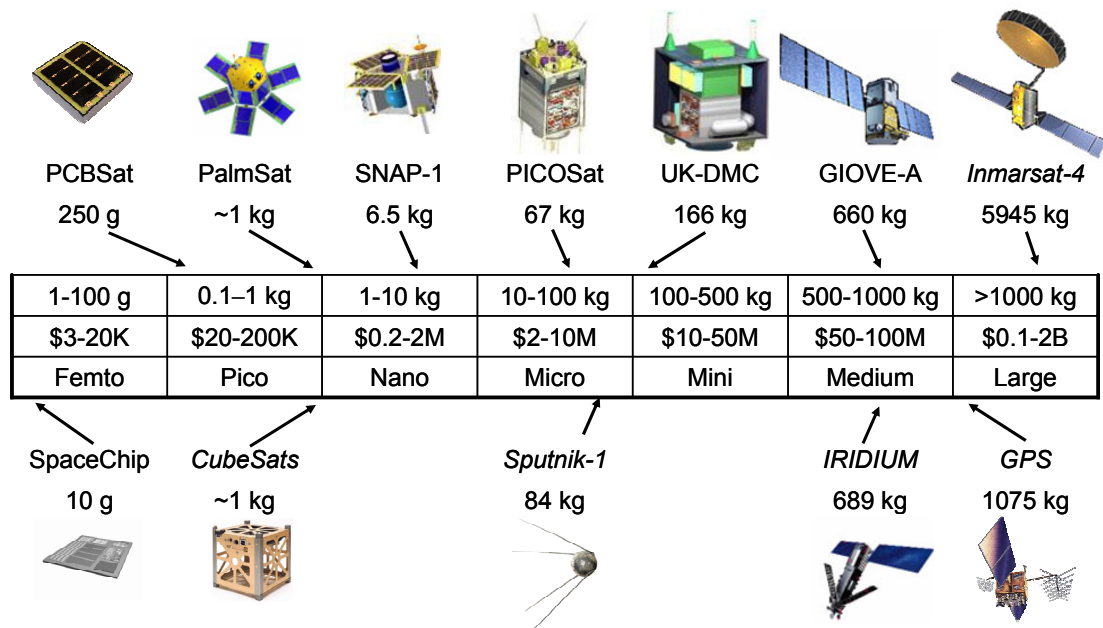 PCBSat PalmSat SNAP-1 PICOSat UK-DMC GIOVE-A Inmarsat-4
250 g ~1 kg 6.5 kg 67 kg 166 kg 660 kg 5945 kg
1-100 g 0.1–1 kg 1-10 kg 10-100 kg 100-500 kg 500-1000 kg >1000 kg
$3-20K $20-200K $0.2-2M $2-10M $10-50M $50-100M $0.1-2B
Femto Pico Nano Micro Mini Medium Large
SpaceChip CubeSats Sputnik-1 IRIDIUM GPS
10 g ~1 kg 84 kg 689 kg 1075 kg